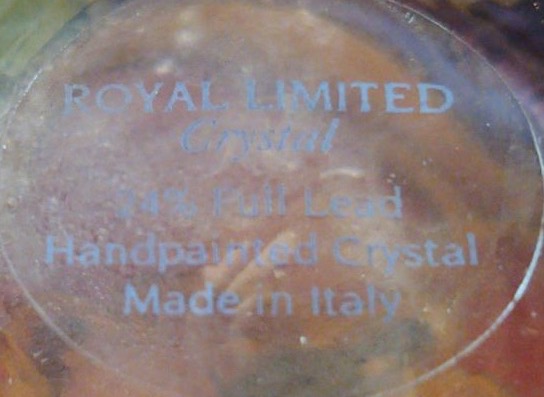 ROYAL LIMITED
Crystal
24% Full Lead
Handpainted Crystal
Made in Italy